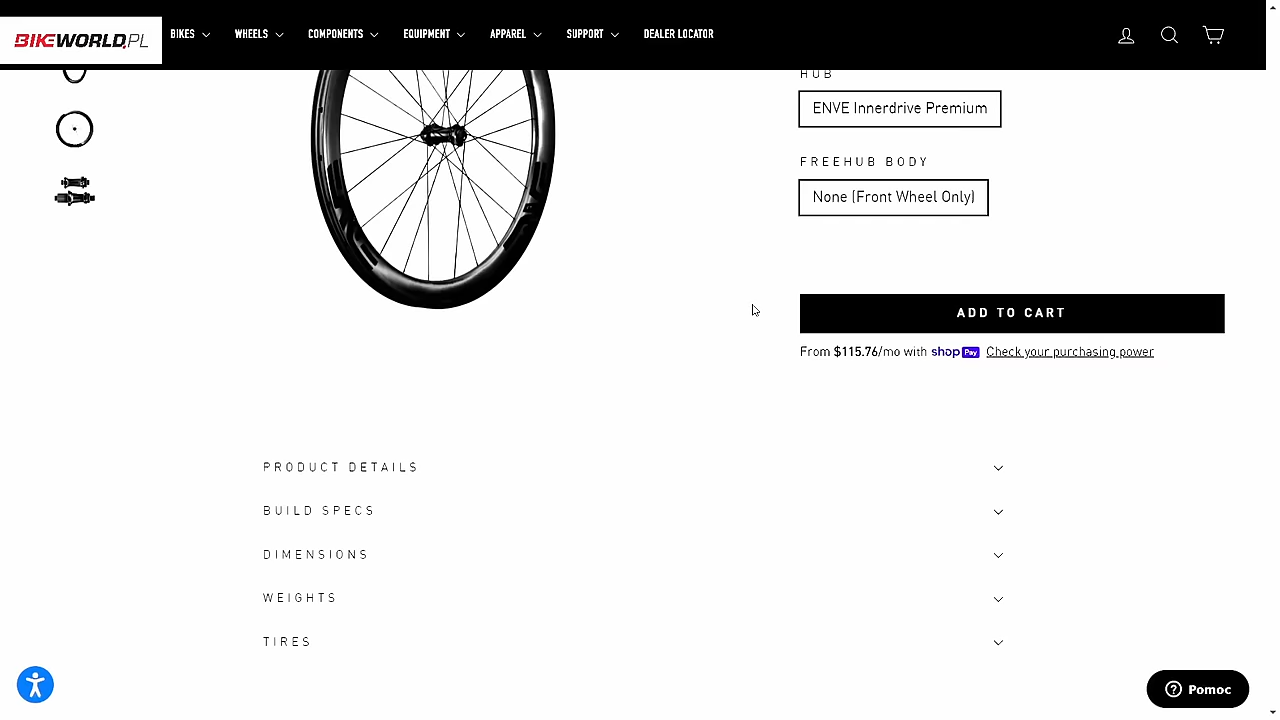 BIKEWORLD.PL
BIKES
WHEELS
COMPONENTS
EQUIPMENT
APPAREL
SUPPORT
DEALER LOCATOR
HUB
ENVE Innerdrive Premium
FREEHUB BODY
None (Front Wheel Only)
ADD TO CART
From $115.76/mo with shop Pay Check your purchasing power
PRODUCT DETAILS
BUILD SPECS
DIMENSIONS
WEIGHTS
TIRES
Pomoc